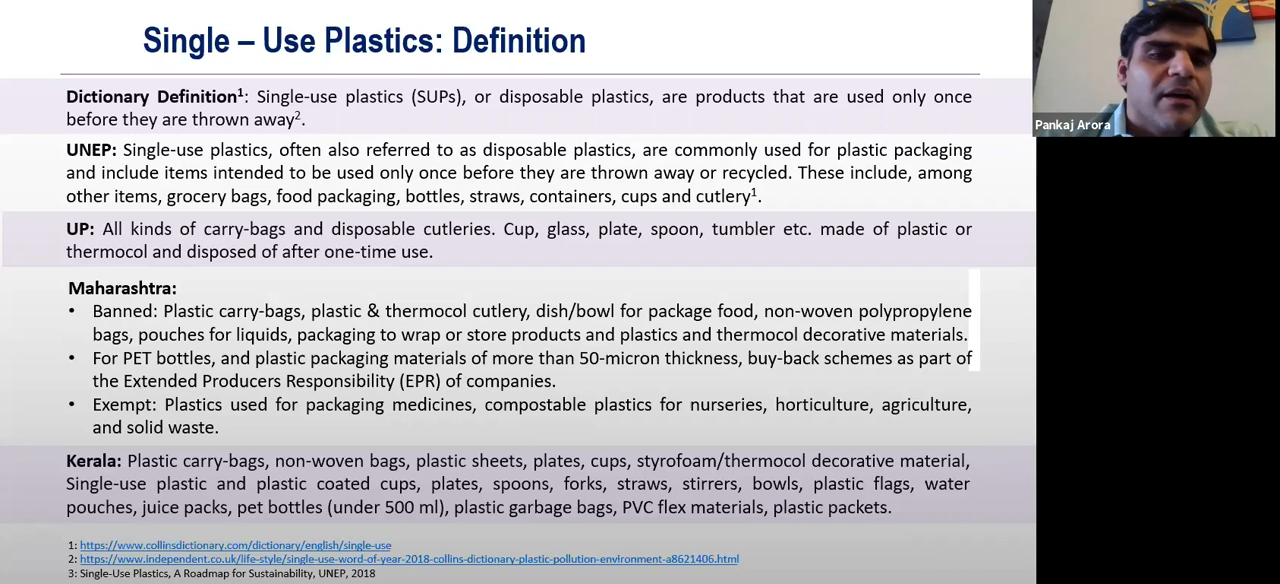 Single – Use Plastics: Definition
Pankaj Arora
Dictionary Definition1: Single-use plastics (SUPs), or disposable plastics, are products that are used only once
before they are thrown away2.
UNEP: Single-use plastics, often also referred to as disposable plastics, are commonly used for plastic packaging
and include items intended to be used only once before they are thrown away or recycled. These include, among
other items, grocery bags, food packaging, bottles, straws, containers, cups and cutlery1.
UP: All kinds of carry-bags and disposable cutleries. Cup, glass, plate, spoon, tumbler etc. made of plastic or
thermocol and disposed of after one-time use.
Maharashtra:
• Banned: Plastic carry-bags, plastic & thermocol cutlery, dish/bowl for package food, non-woven polypropylene
bags, pouches for liquids, packaging to wrap or store products and plastics and thermocol decorative materials.
• For PET bottles, and plastic packaging materials of more than 50-micron thickness, buy-back schemes as part of
the Extended Producers Responsibility (EPR) of companies.
• Exempt: Plastics used for packaging medicines, compostable plastics for nurseries, horticulture, agriculture,
and solid waste.
Kerala: Plastic carry-bags, non-woven bags, plastic sheets, plates, cups, styrofoam/thermocol decorative material,
Single-use plastic and plastic coated cups, plates, spoons, forks, straws, stirrers, bowls, plastic flags, water
pouches, juice packs, pet bottles (under 500 ml), plastic garbage bags, PVC flex materials, plastic packets.
1: https://www.collinsdictionary.com/dictionary/english/single-use
2: https://www.independent.co.uk/life-style/single-use-word-of-year-2018-collins-dictionary-plastic-pollution-environment-a8621406.html
3: Single-Use Plastics, A Roadmap for Sustainability, UNEP, 2018